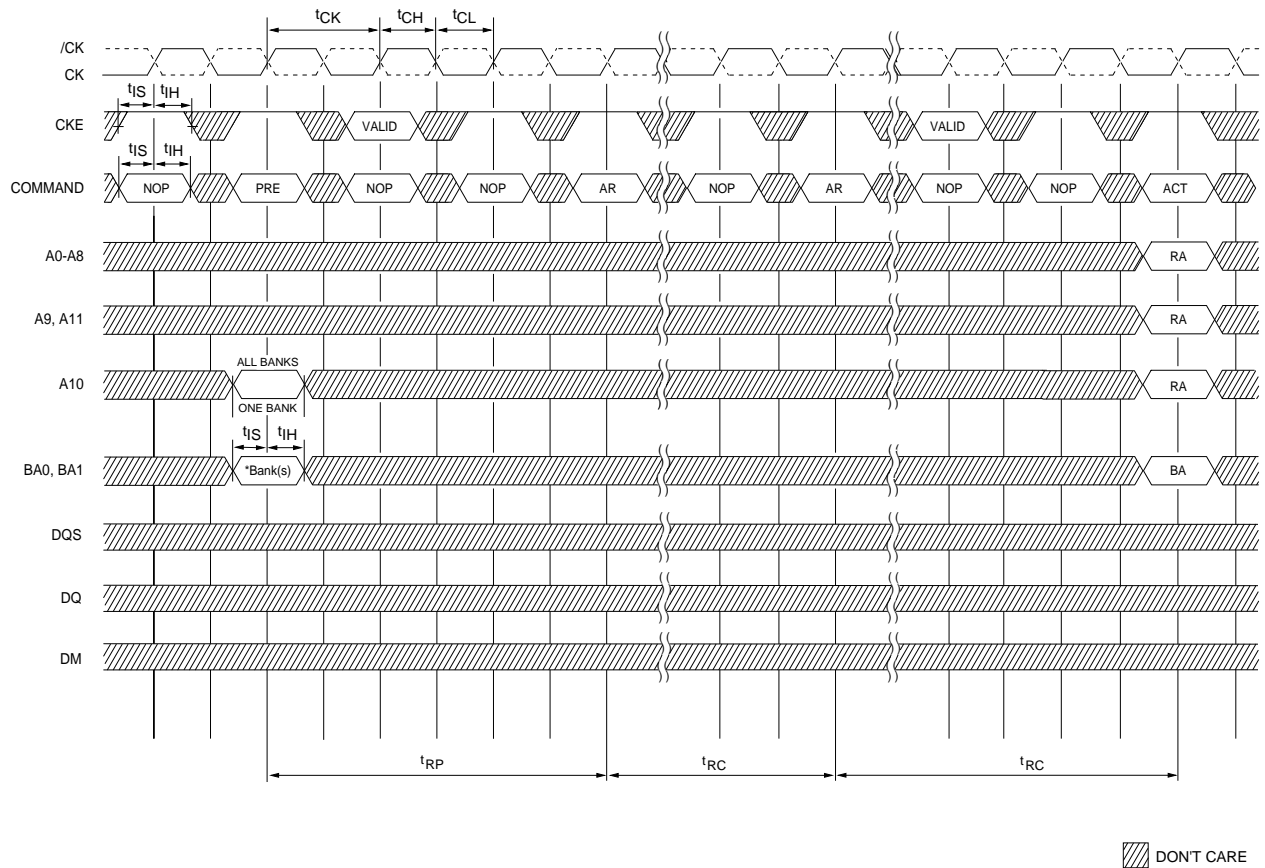 tCK tCH tCL
/CK
CK
tIS tIH
CKE VALID VALID
tIS tIH
COMMAND NOP PRE NOP NOP AR NOP AR NOP NOP ACT
A0-A8 RA
A9, A11 RA
ALL BANKS
A10 RA
ONE BANK
tIS tIH
BA0, BA1 *Bank(s) BA
DQS
DQ
DM
tRP tRC tRC
DON'T CARE